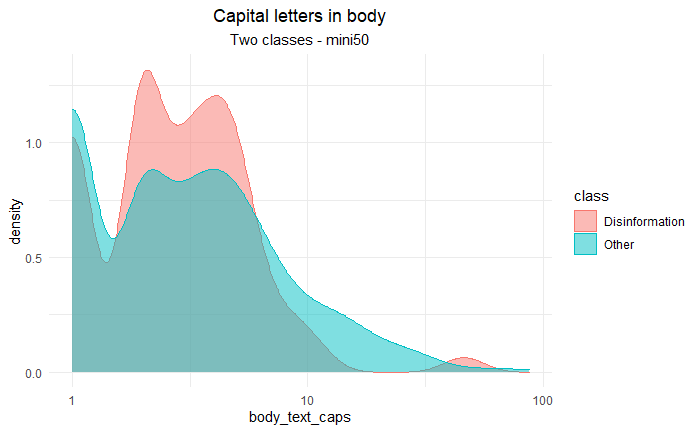 Capital letters in body
Two classes - mini50
density
1.0
0.5
0.0
1
10
100
body_text_caps
class
Disinformation
Other